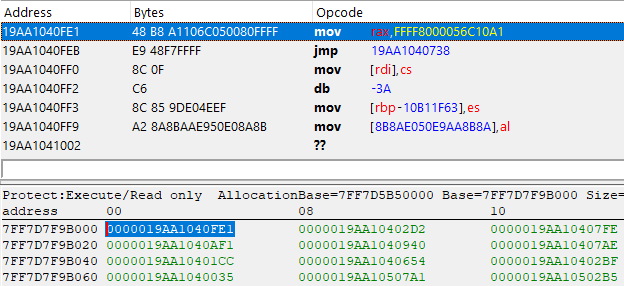 Address Bytes Opcode
19AA1040FE1 48 B8 A1106C050080FFFF mov rax,FFFF8000056C10A1
19AA1040FEB E9 48F7FFFF jmp 19AA1040738
19AA1040FF0 8C 0F mov [rdi],cs
19AA1040FF2 C6 db -3A
19AA1040FF3 8C 85 9DE04EEF mov [rbp-10B11F63],es
19AA1040FF9 A2 8A8BAAE950E08A8B mov [8B8AE050E9AA8B8A],al
19AA1041002 ??
Protect:Execute/Read only AllocationBase=7FF7D5B50000 Base=7FF7D7F9B000 Size=
address 00 08 10
7FF7D7F9B000 0000019AA1040FE1 0000019AA10402D2 0000019AA10407FE
7FF7D7F9B020 0000019AA1040AF1 0000019AA1040940 0000019AA10407AE
7FF7D7F9B040 0000019AA10401CC 0000019AA1040654 0000019AA10402BF
7FF7D7F9B060 0000019AA1040035 0000019AA10507A1 0000019AA10502B5